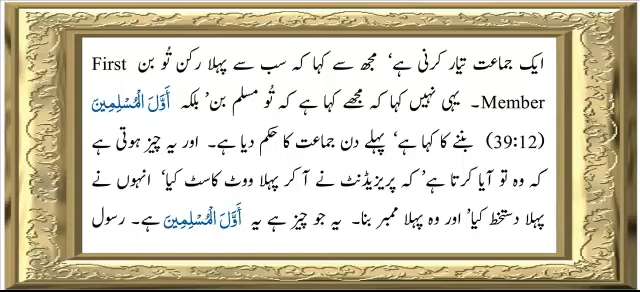 ایک جماعت تیار کرنی ہے‘ مجھ سے کہا کہ سب سے پہلا رکن تُو بن First
Member۔ یہی نہیں کہا کہ مجھے کہا ہے کہ تُو مسلم بن‘ بلکہ أَوَّلَ الْمُسْلِمِينَ
(39:12) بننے کا کہا ہے‘ پہلے دن جماعت کا حکم دیا ہے۔ اور یہ چیز ہوتی ہے
کہ وہ تو آیا کرتا ہے‘ کہ پریزیڈنٹ نے آ کر پہلا ووٹ کاسٹ کیا‘ انہوں نے
پہلا دستخط کیا‘ اور وہ پہلا ممبر بنا۔ یہ جو چیز ہے یہ أَوَّلَ الْمُسْلِمِينَ ہے۔ رسول